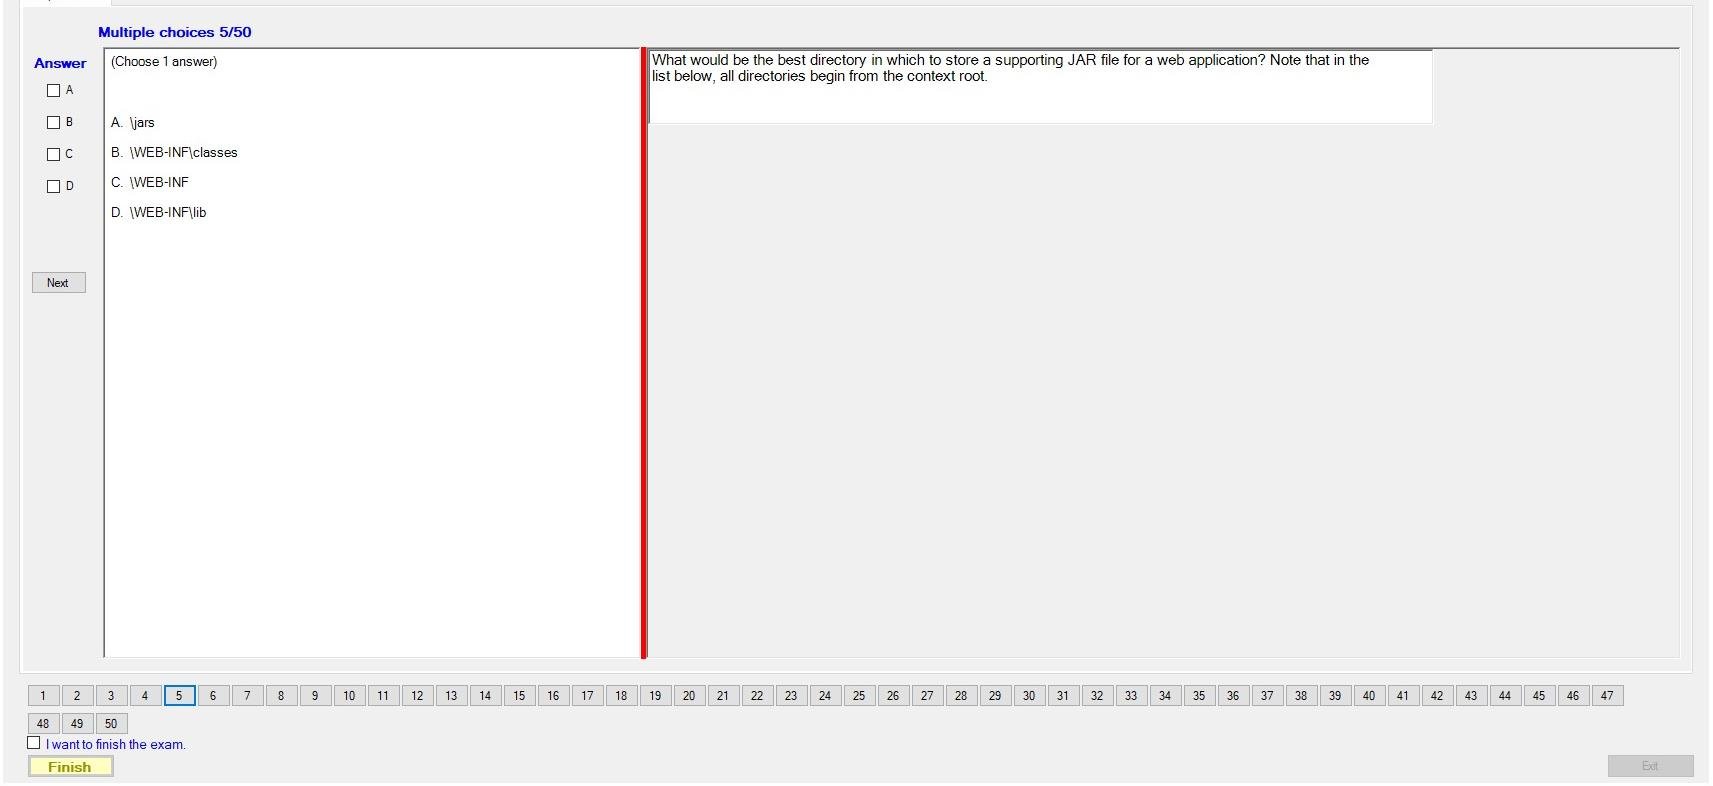 Multiple choices 5/50
Answer
A
B
C
D
Next
(Choose 1 answer)
A. \jars
B. \WEB-INF\classes
C. \WEB-INF
D. \WEB-INF\lib
What would be the best directory in which to store a supporting JAR file for a web application? Note that in the
list below, all directories begin from the context root.
1 2 3 4 5 6 7 8 9 10 11 12 13 14 15 16 17 18 19 20 21 22 23 24 25 26 27 28 29 30 31 32 33 34 35 36 37 38 39 40 41 42 43 44 45 46 47
48 49 50
I want to finish the exam.
Finish
Exit